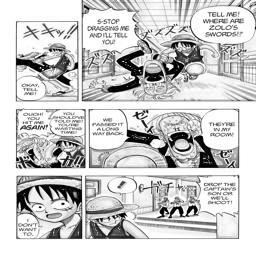 TELL ME!
WHERE ARE
ZOLO'S
SWORDS!?
S-STOP
DRAGGING
ME AND
I'LL TELL
YOU!
キキッ!!
OKAY,
TELL
ME!
THEY'RE
IN MY
ROOM!
WE
PASSED IT
A LONG
WAY BACK.
YOU
SHOULD'VE
TOLD ME!
YOU'RE
WASTING
TIME!
OUCH!
YOU
HIT ME
AGAIN!
DROP THE
CAPTAIN'S
SON OR
WE'LL
SHOOT!
DON'T
WANT
TO.